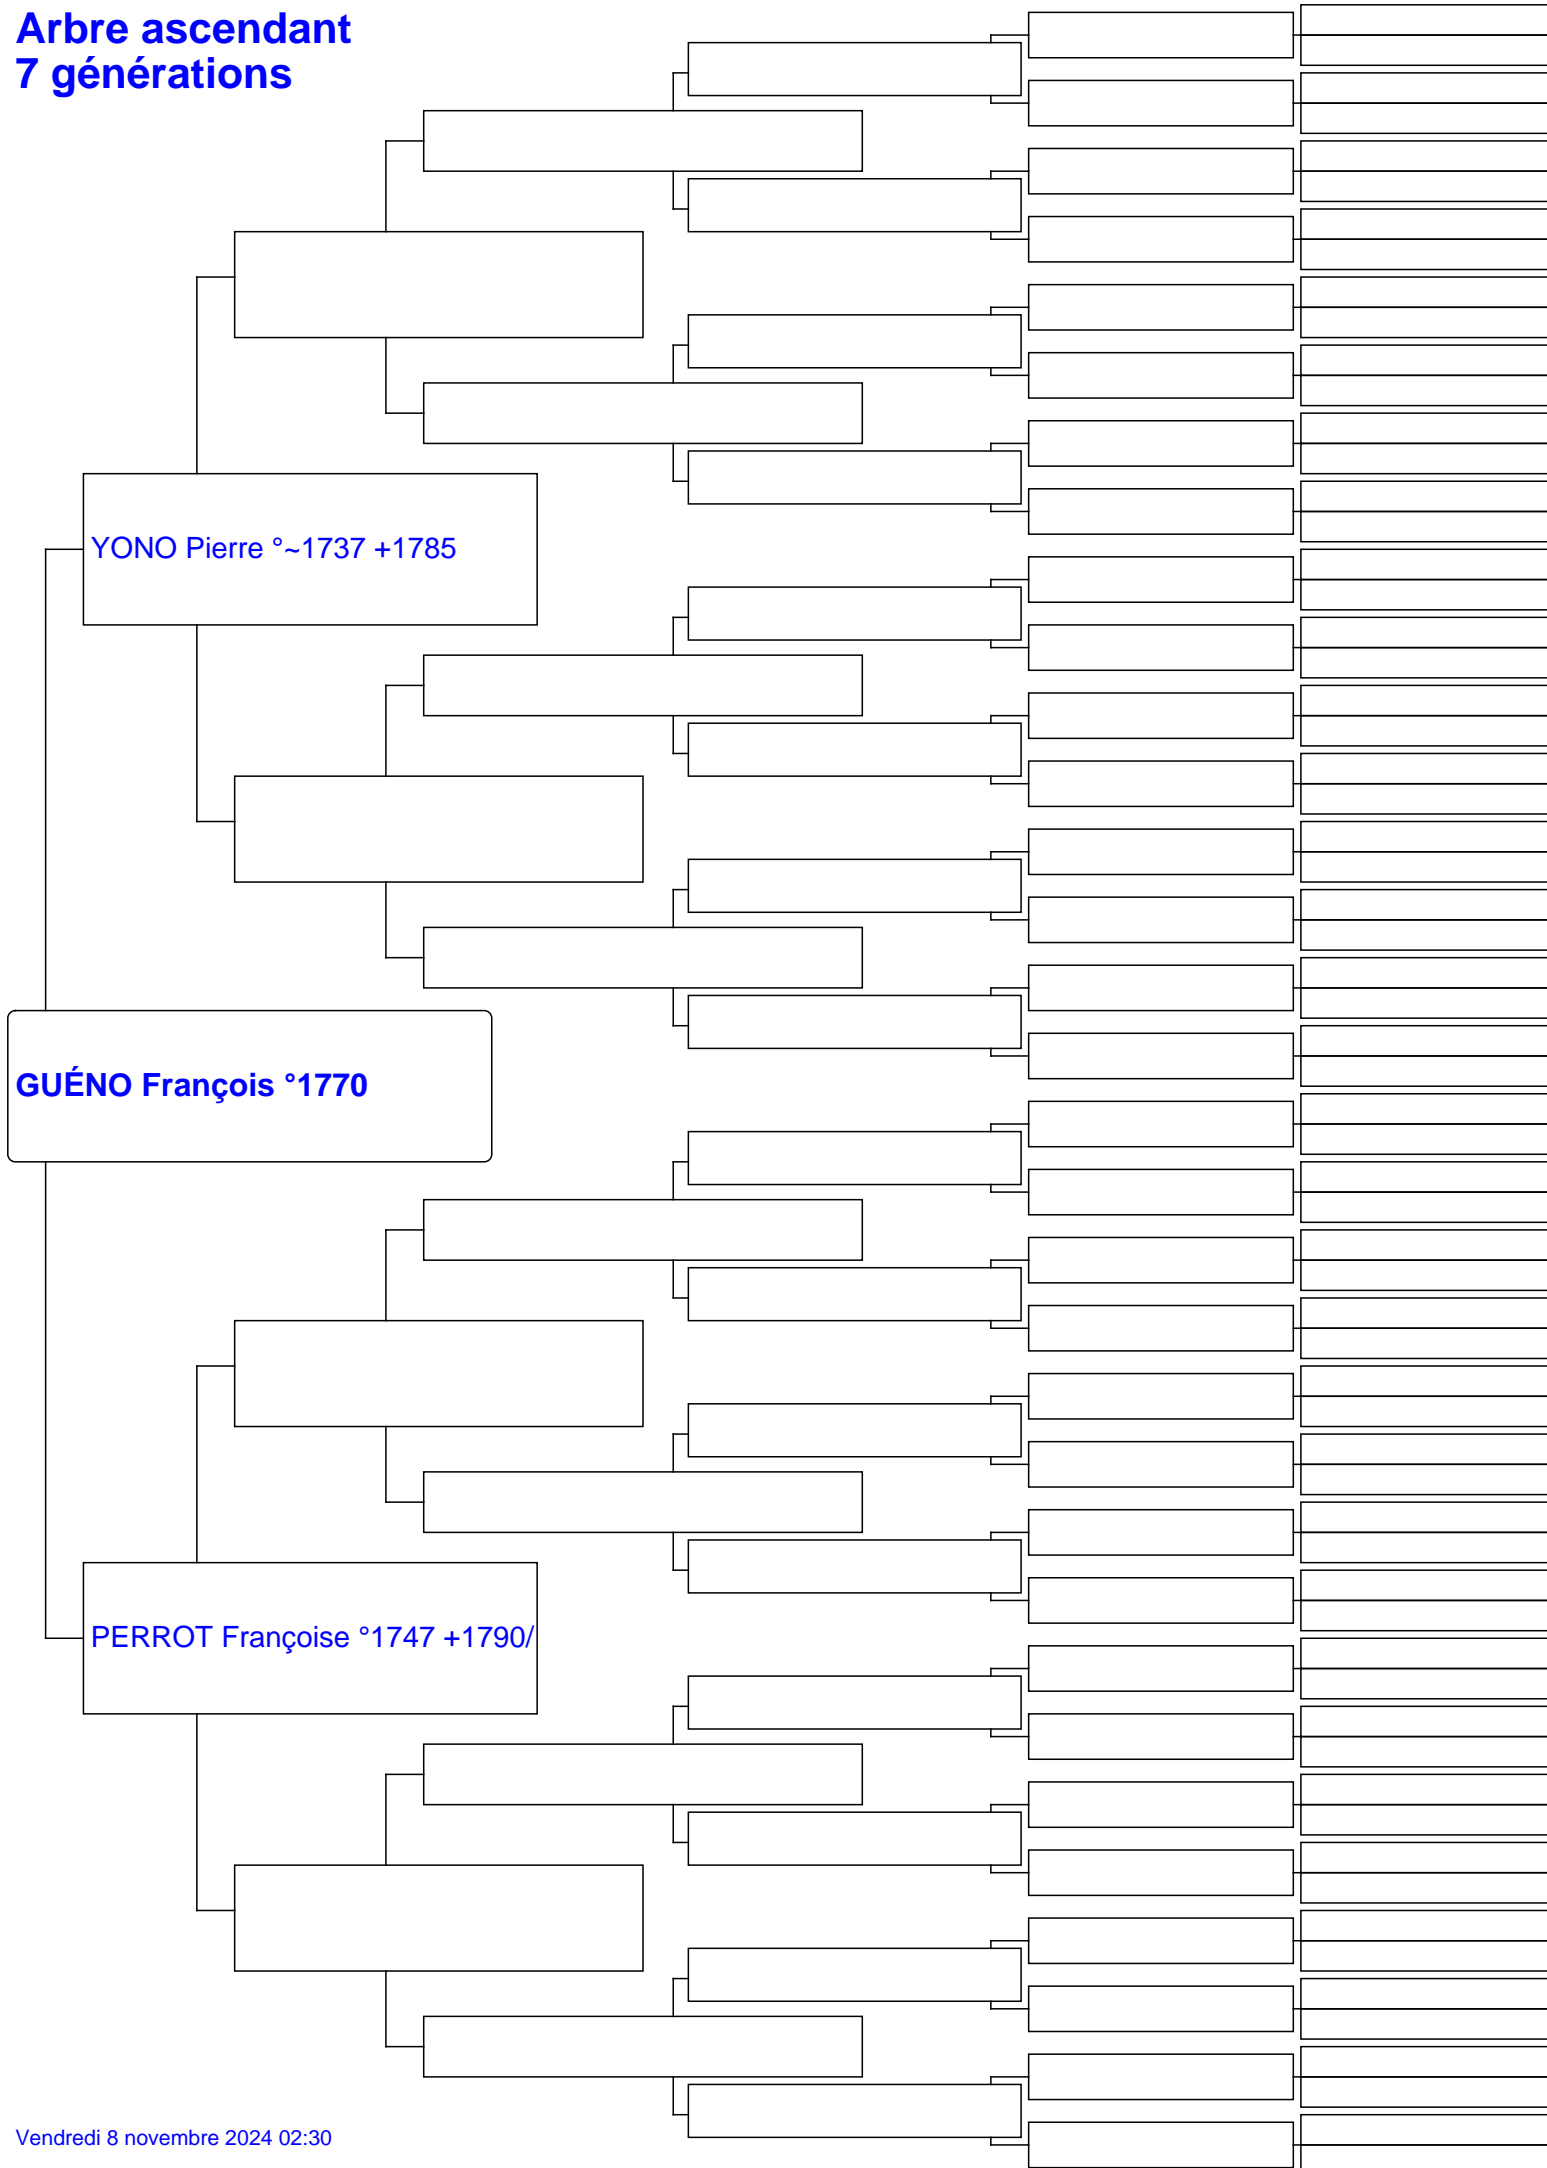 Arbre ascendant
7 générations
YONO Pierre °~1737 +1785
GUÉNO François °1770
PERROT Françoise °1747 +1790/
Vendredi 8 novembre 2024 02:30